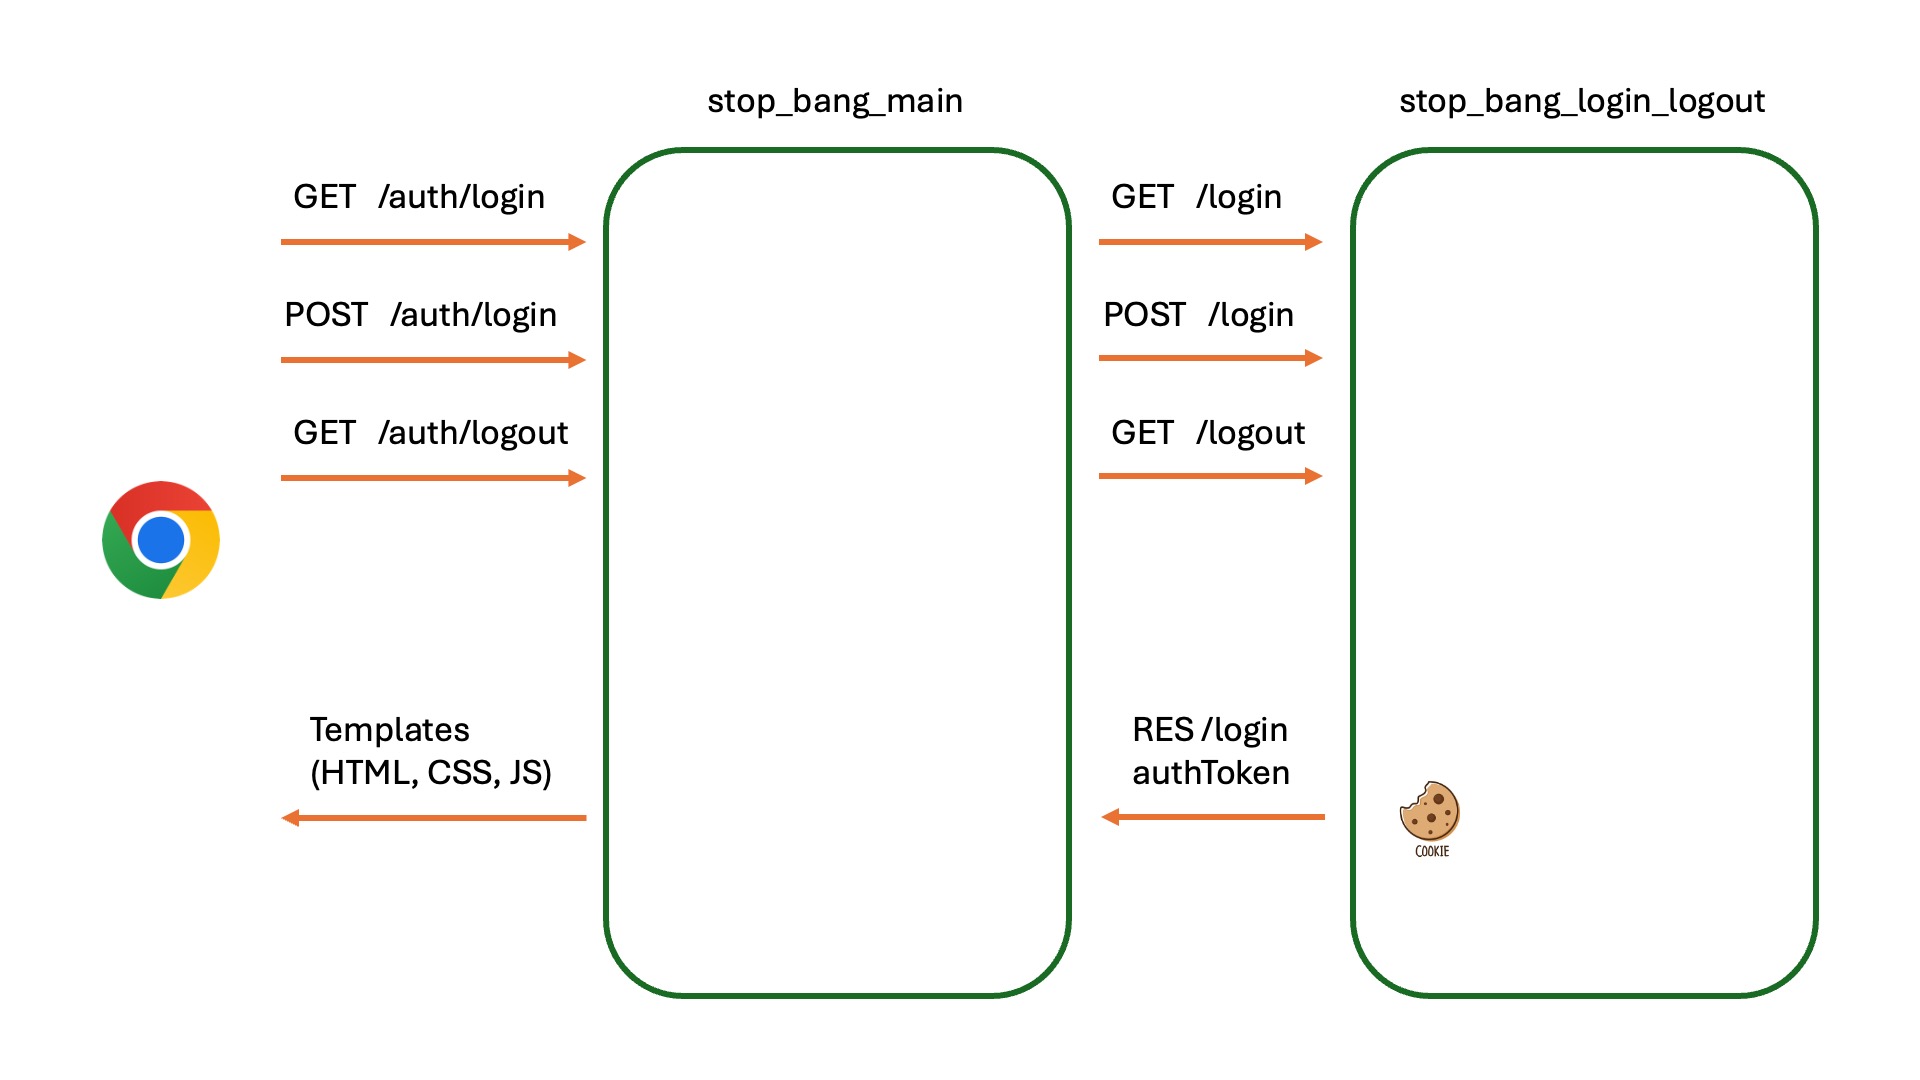 stop_bang_main
stop_bang_login_logout
GET /auth/login
GET /login
POST /auth/login
POST /login
GET /auth/logout
GET /logout
Templates
(HTML, CSS, JS)
RES /login
authToken
COOKIE